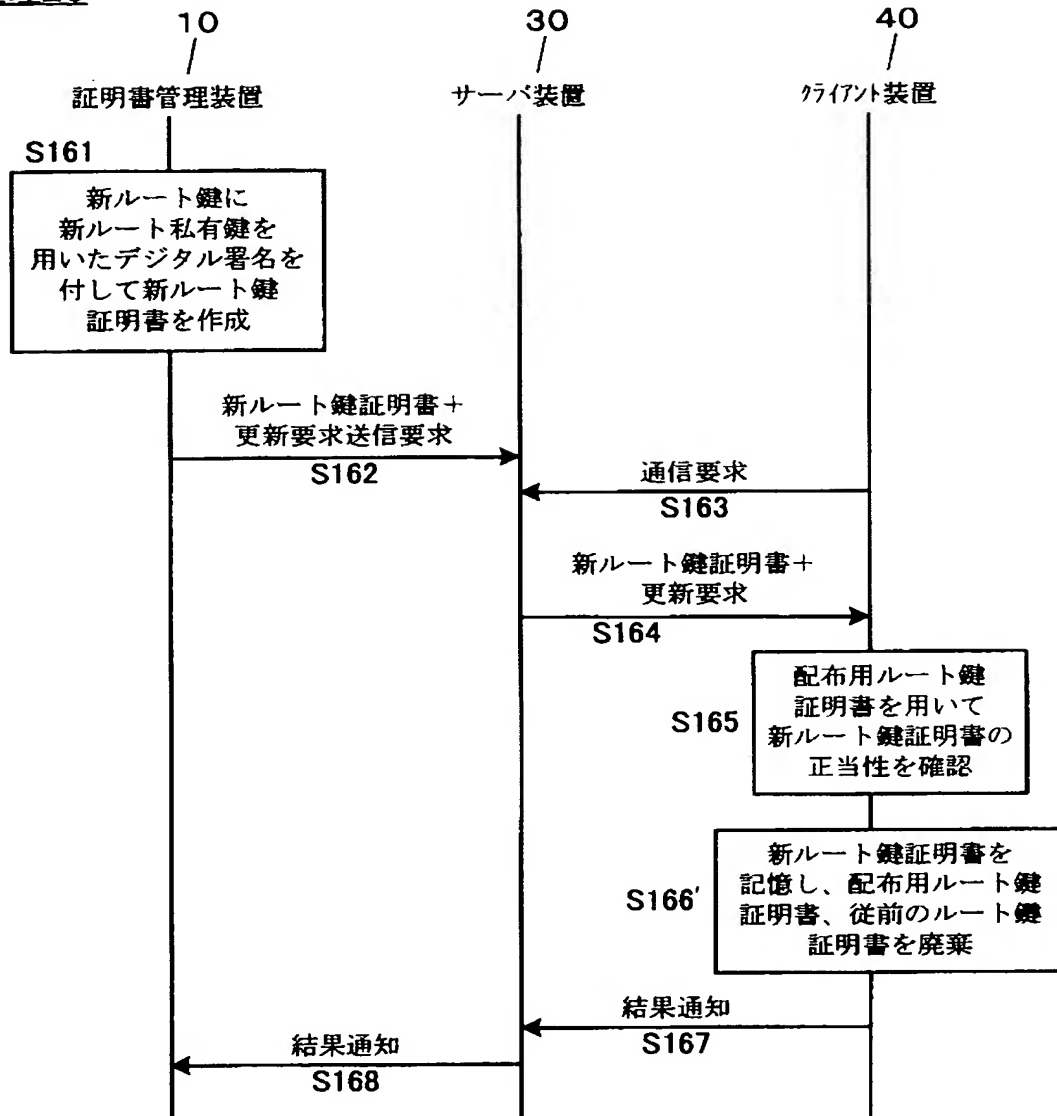 10
30
40
証明書管理装置
サーバ装置
クライアント装置
S161
新ルート鍵に
新ルート私有鍵を
用いたデジタル署名を
付して新ルート鍵
証明書を作成
新ルート鍵証明書+
更新要求送信要求
S162
通信要求
S163
新ルート鍵証明書+
更新要求
S164
配布用ルート鍵
証明書を用いて
新ルート鍵証明書の
正当性を確認
S165
新ルート鍵証明書を
記憶し、配布用ルート鍵
証明書、従前のルート鍵
証明書を廃棄
S166'
結果通知
S167
結果通知
S168